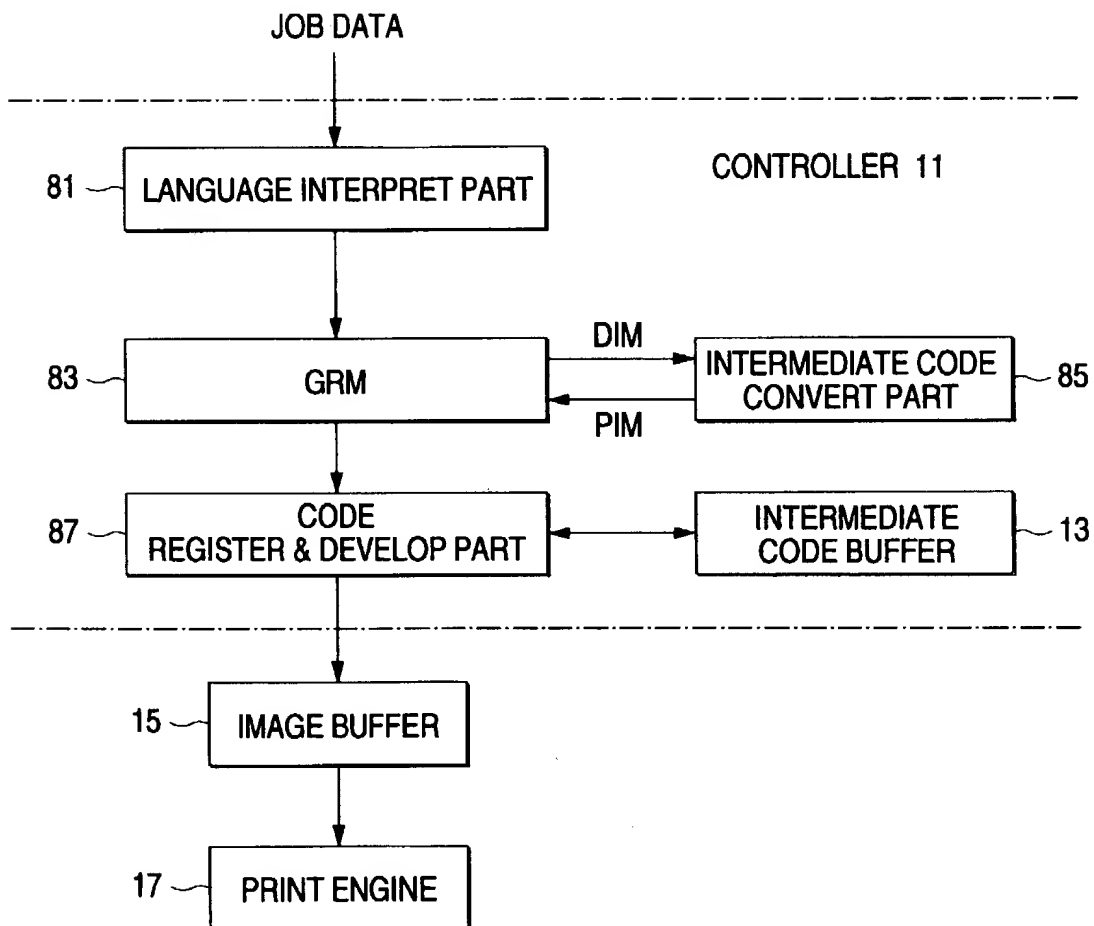 JOB DATA
CONTROLLER 11
81
LANGUAGE INTERPRET PART
83
GRM
DIM
PIM
INTERMEDIATE CODE
CONVERT PART
85
87
CODE
REGISTER & DEVELOP PART
INTERMEDIATE
CODE BUFFER
13
15
IMAGE BUFFER
17
PRINT ENGINE